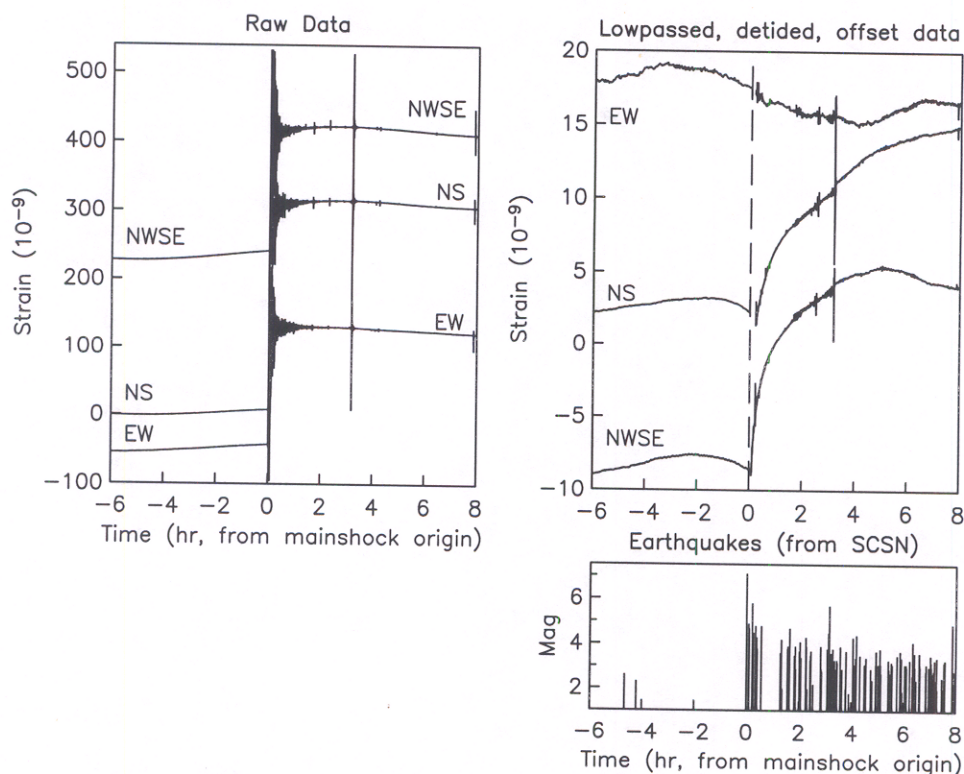 Raw Data
500
400
300
200
100
0
−100
Strain (10⁻⁹)
NWSE
NS
NWSE
EW
NS
EW
−6 −4 −2 0 2 4 6 8
Time (hr, from mainshock origin)
Lowpassed, detided, offset data
20
15
10
5
0
−5
−10
Strain (10⁻⁹)
EW
NS
NWSE
−6 −4 −2 0 2 4 6 8
Earthquakes (from SCSN)
6
4
2
Mag
−6 −4 −2 0 2 4 6 8
Time (hr, from mainshock origin)